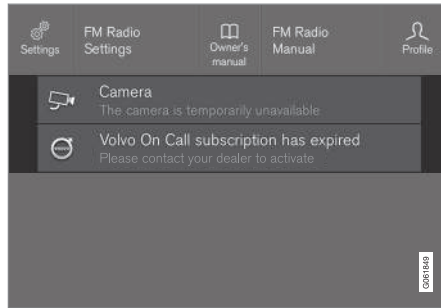 Settings
FM Radio
Settings
Owner's
manual
FM Radio
Manual
Profile
Camera
The camera is temporarily unavailable
Volvo On Call subscription has expired
Please contact your dealer to activate
G061849